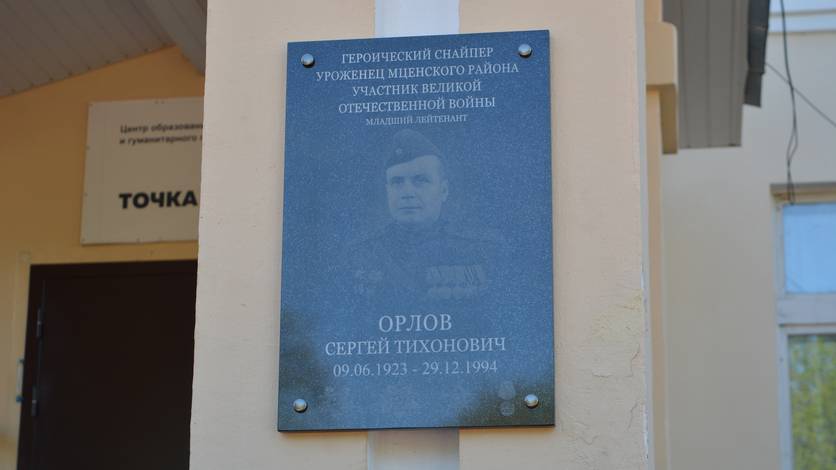 ГЕРОИЧЕСКИЙ СНАЙПЕР
УРОЖЕНЕЦ МЦЕНСКОГО РАЙОНА
УЧАСТНИК ВЕЛИКОЙ
ОТЕЧЕСТВЕННОЙ ВОЙНЫ
МЛАДШИЙ ЛЕЙТЕНАНТ
ОРЛОВ
СЕРГЕЙ ТИХОНОВИЧ
09.06.1923 - 29.12.1994
Центр образован
и гуманитарного
ТОЧКА